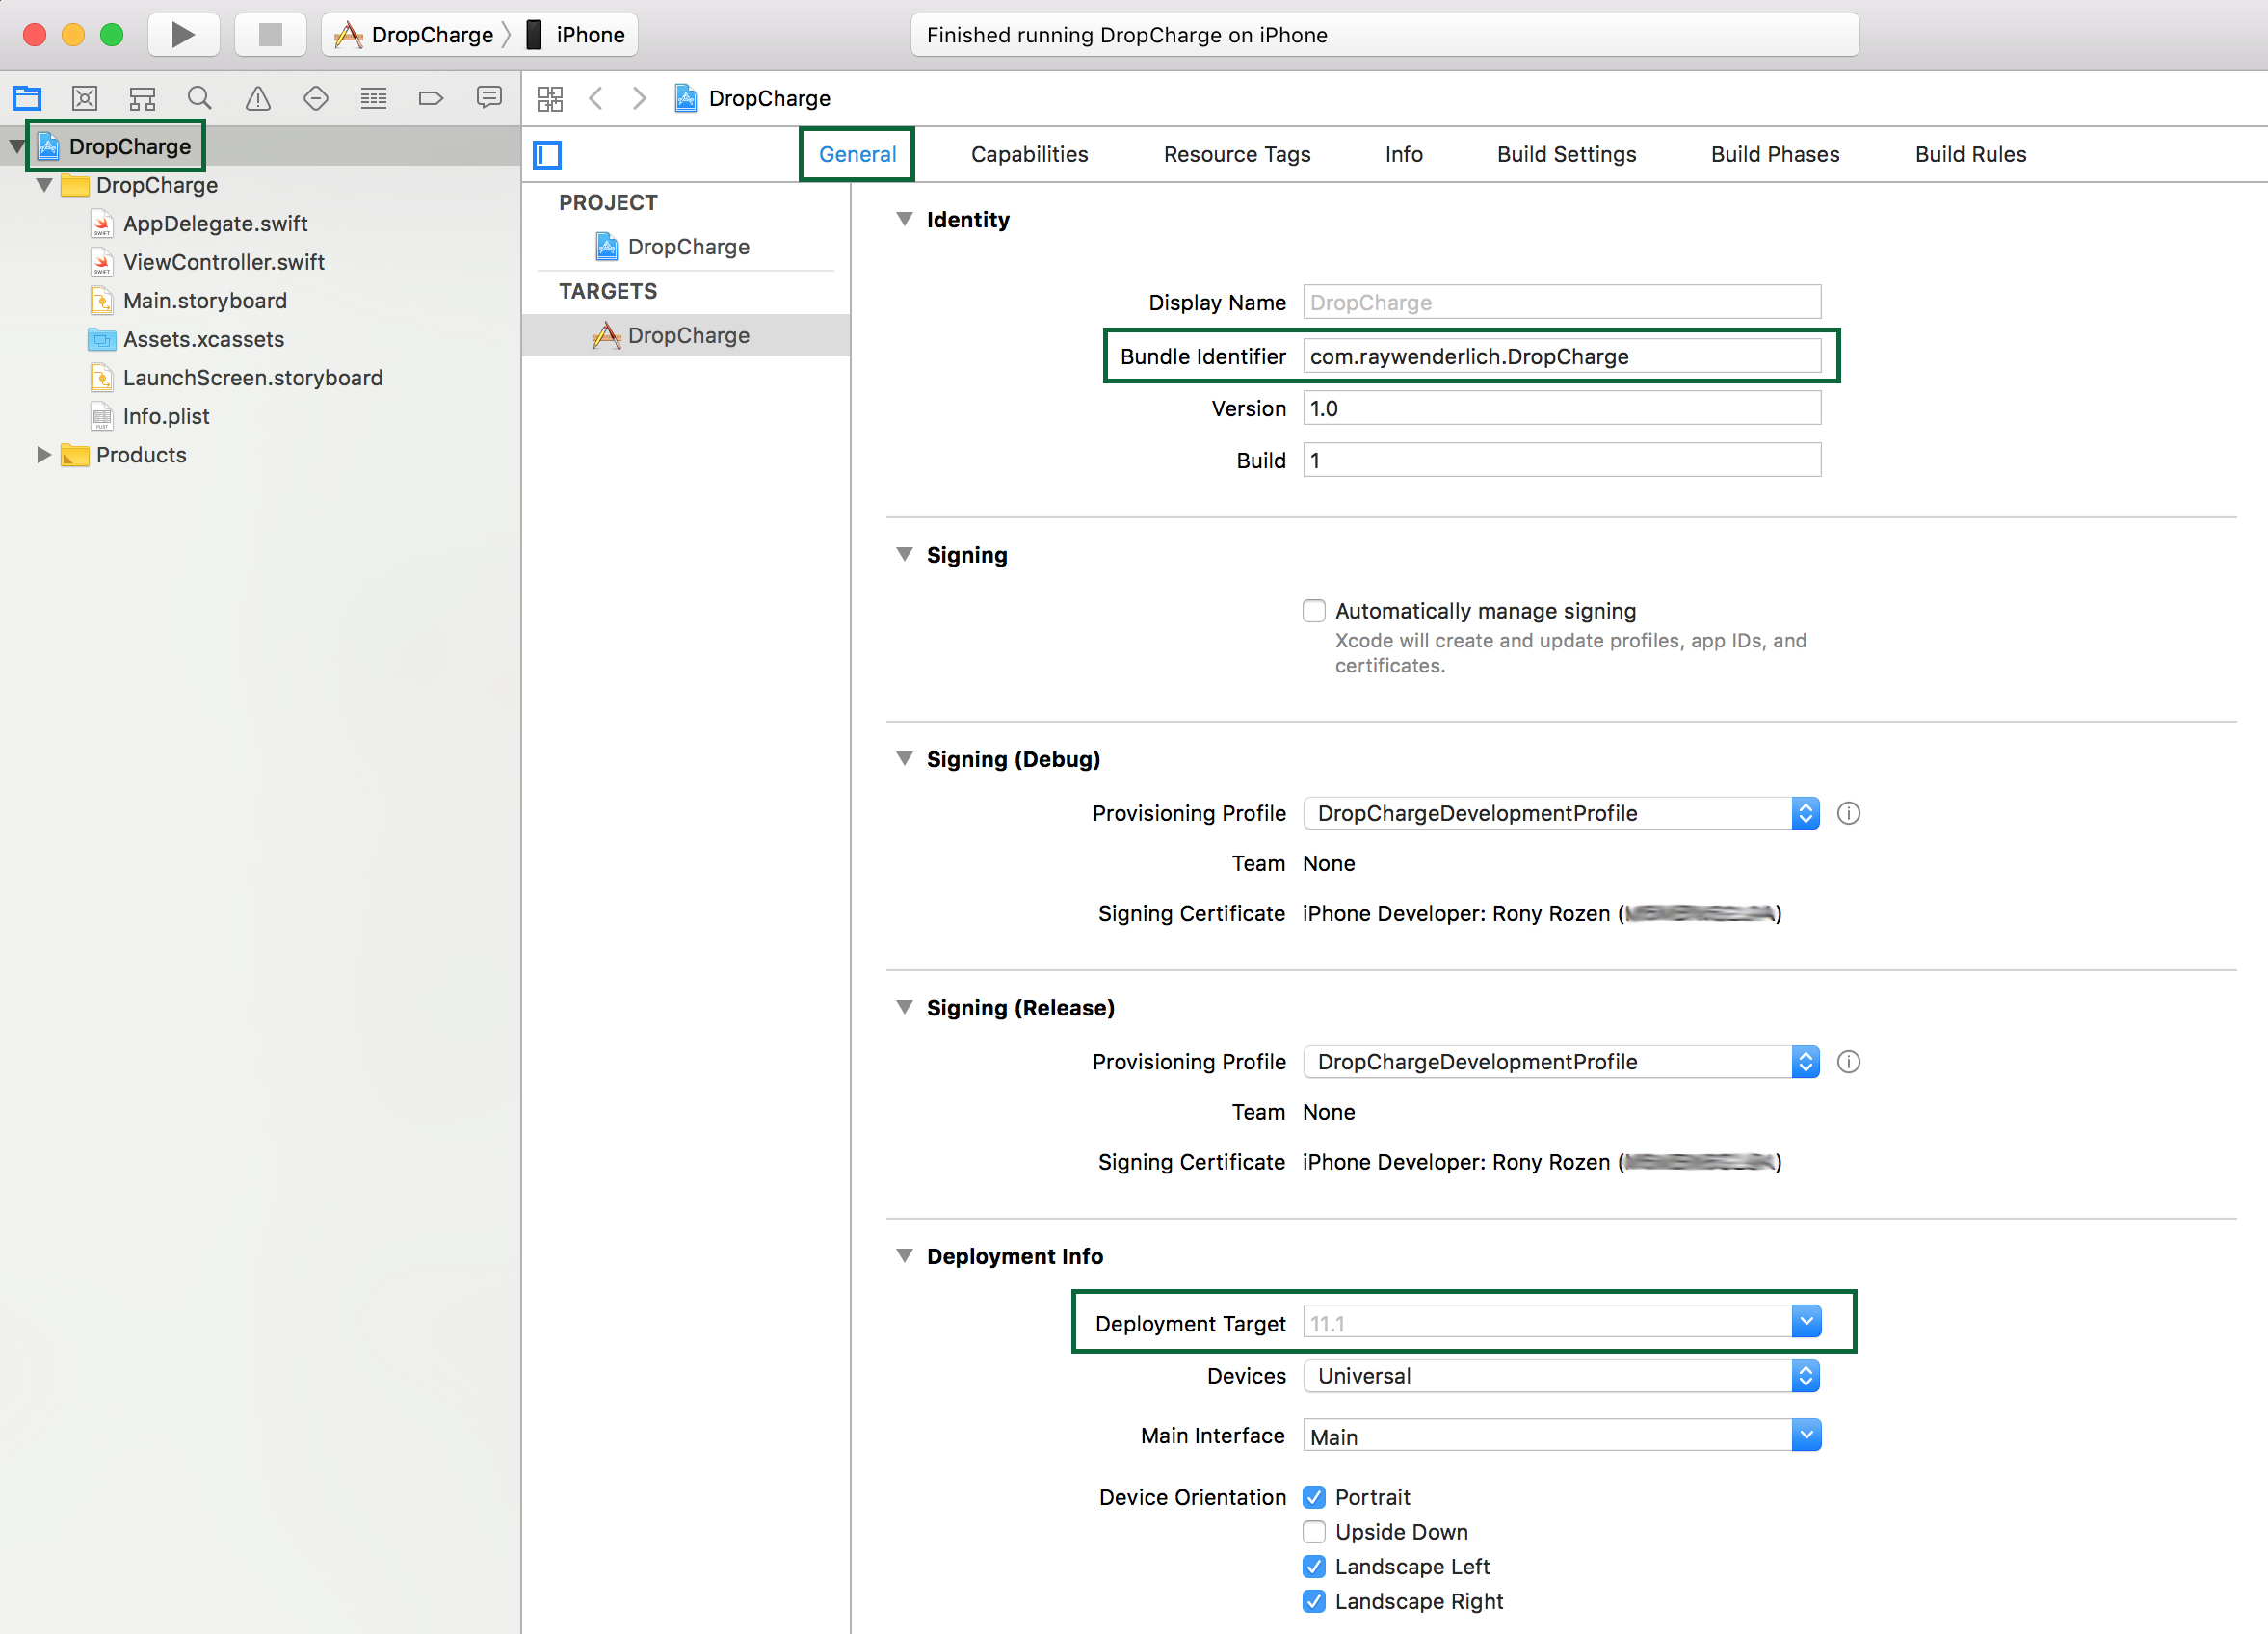 DropCharge iPhone
Finished running DropCharge on iPhone
DropCharge
DropCharge
DropCharge
AppDelegate.swift
ViewController.swift
Main.storyboard
Assets.xcassets
LaunchScreen.storyboard
Info.plist
Products
General Capabilities Resource Tags Info Build Settings Build Phases Build Rules
PROJECT
DropCharge
TARGETS
DropCharge
Identity
Display Name DropCharge
Bundle Identifier com.raywenderlich.DropCharge
Version 1.0
Build 1
Signing
Automatically manage signing
Xcode will create and update profiles, app IDs, and
certificates.
Signing (Debug)
Provisioning Profile DropChargeDevelopmentProfile
Team None
Signing Certificate iPhone Developer: Rony Rozen ( )
Signing (Release)
Provisioning Profile DropChargeDevelopmentProfile
Team None
Signing Certificate iPhone Developer: Rony Rozen ( )
Deployment Info
Deployment Target 11.1
Devices Universal
Main Interface Main
Device Orientation Portrait
Upside Down
Landscape Left
Landscape Right